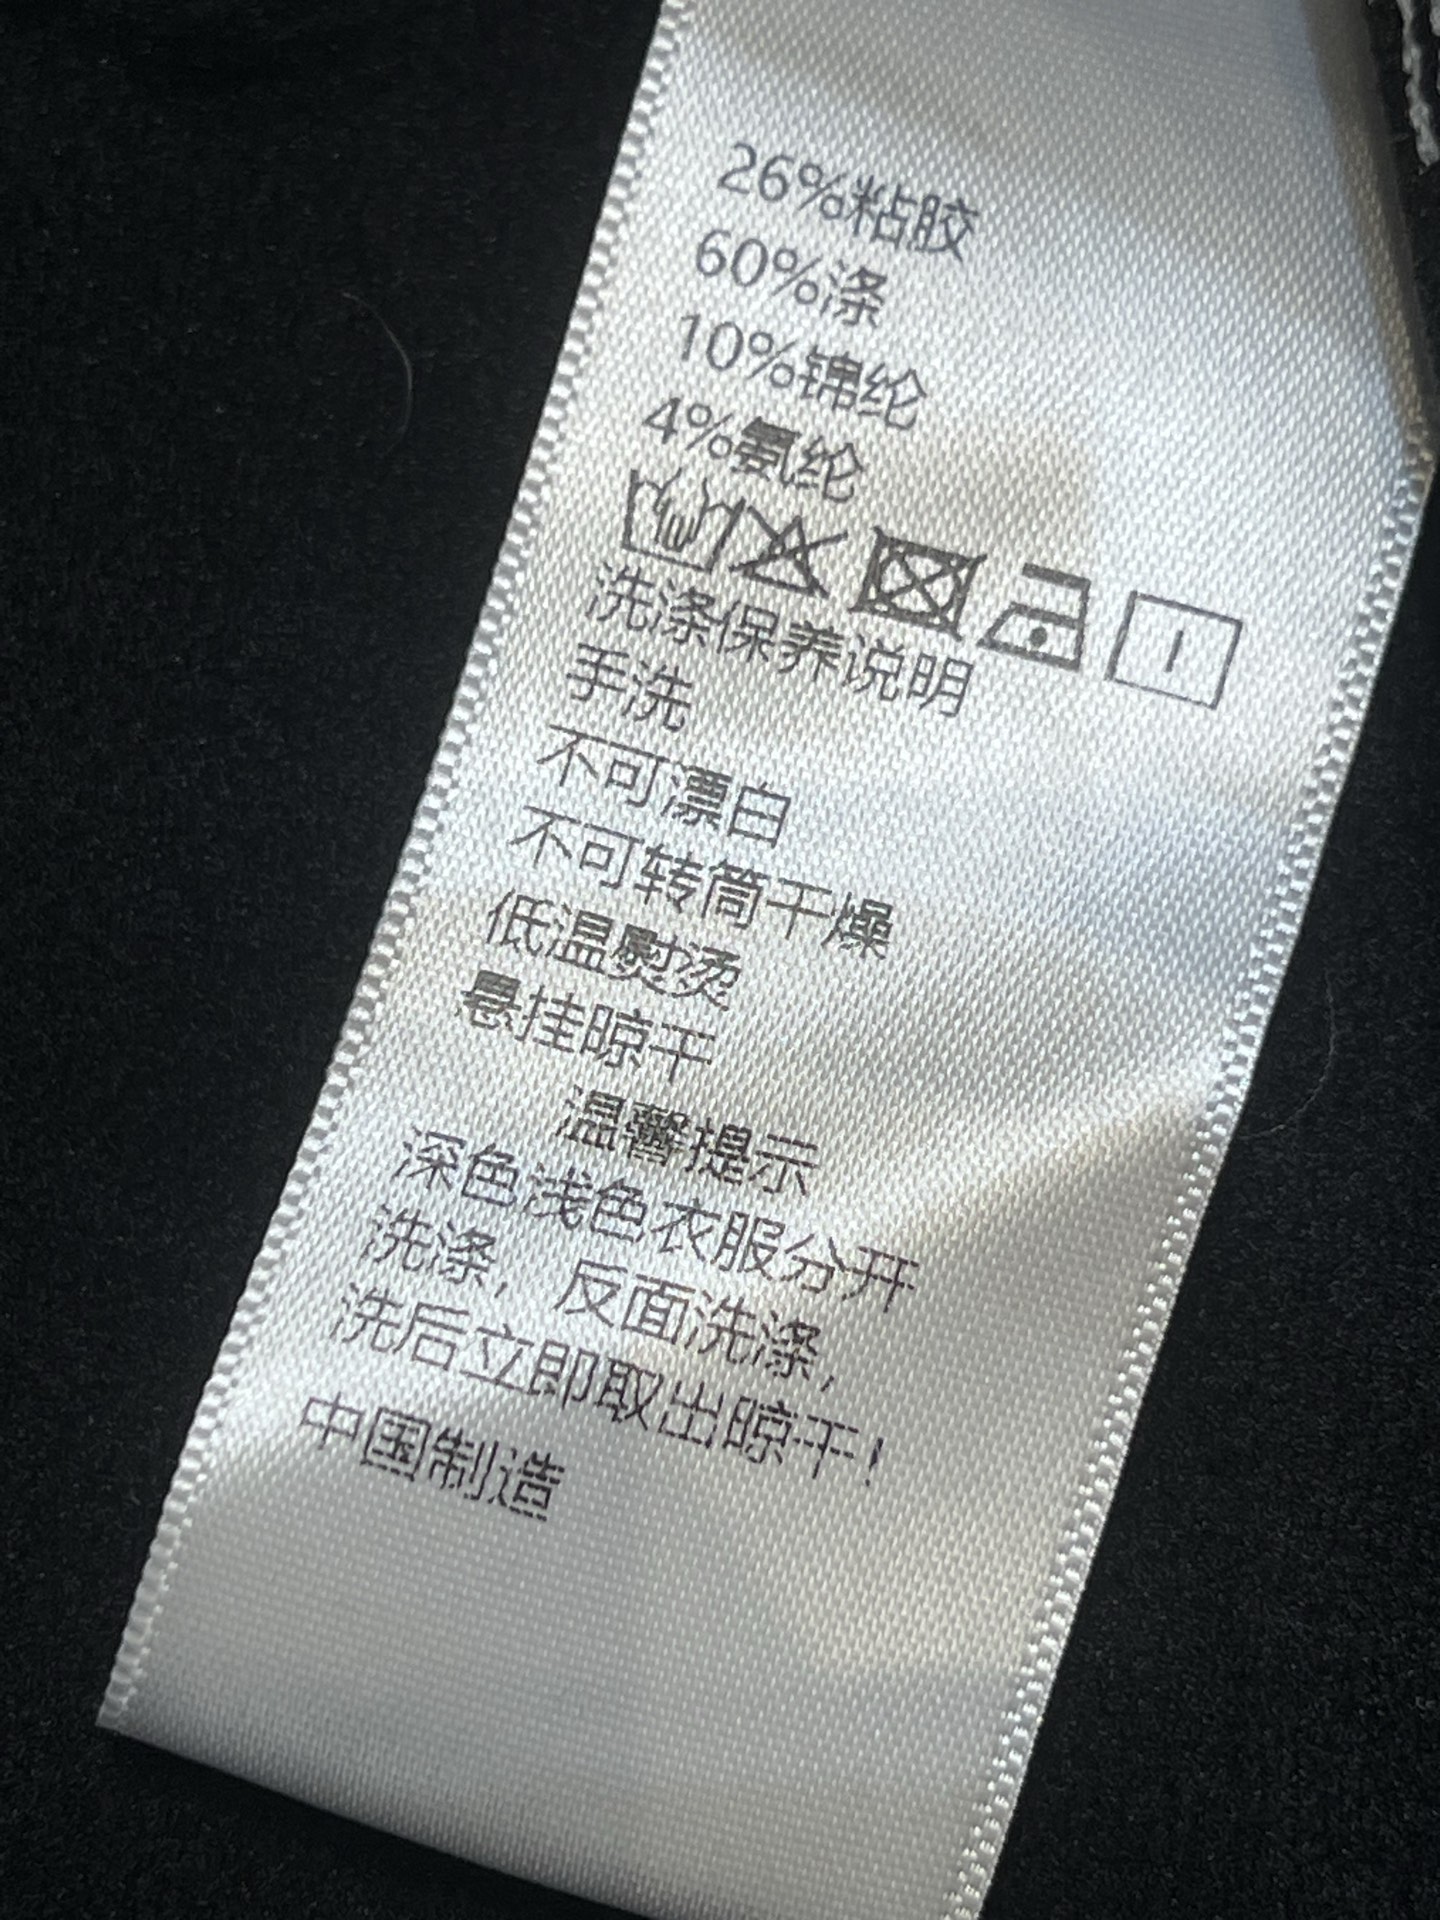 26%粘胶
60%涤
10%锦纶
4%氨纶
洗涤保养说明
手洗
不可漂白
不可转筒干燥
低温熨烫
悬挂晾干
温馨提示
深色浅色衣服分开
洗涤，反面洗涤，
洗后立即取出晾干！
中国制造